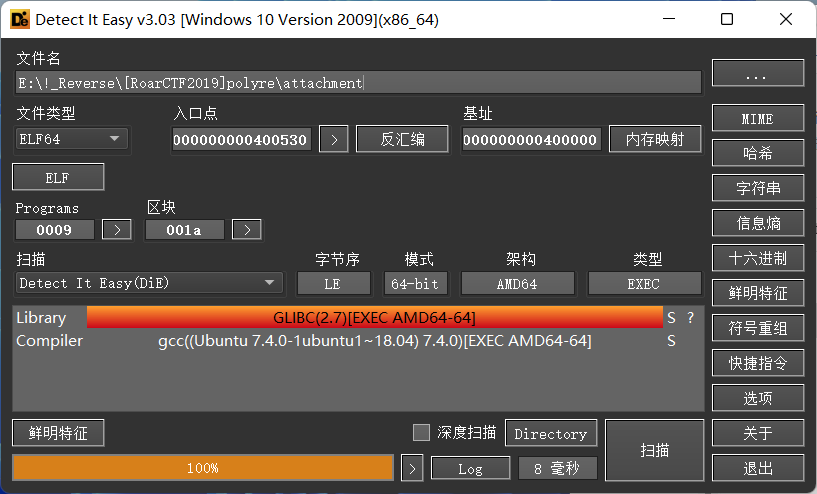 Detect It Easy v3.03 [Windows 10 Version 2009](x86_64)
文件名
E:\!_Reverse\[RoarCTF2019]polyre\attachment
...
文件类型 入口点 基址
ELF64 000000000400530 > 反汇编 000000000400000 内存映射
MIME
哈希
ELF
字符串
Programs 区块
0009 > 001a >
信息熵
扫描 字节序 模式 架构 类型
十六进制
Detect It Easy(DiE) LE 64-bit AMD64 EXEC
鲜明特征
Library GLIBC(2.7)[EXEC AMD64-64] S ?
符号重组
Compiler gcc((Ubuntu 7.4.0-1ubuntu1~18.04) 7.4.0)[EXEC AMD64-64] S
快捷指令
选项
鲜明特征 深度扫描 Directory 扫描 关于
100% > Log 8 毫秒 退出